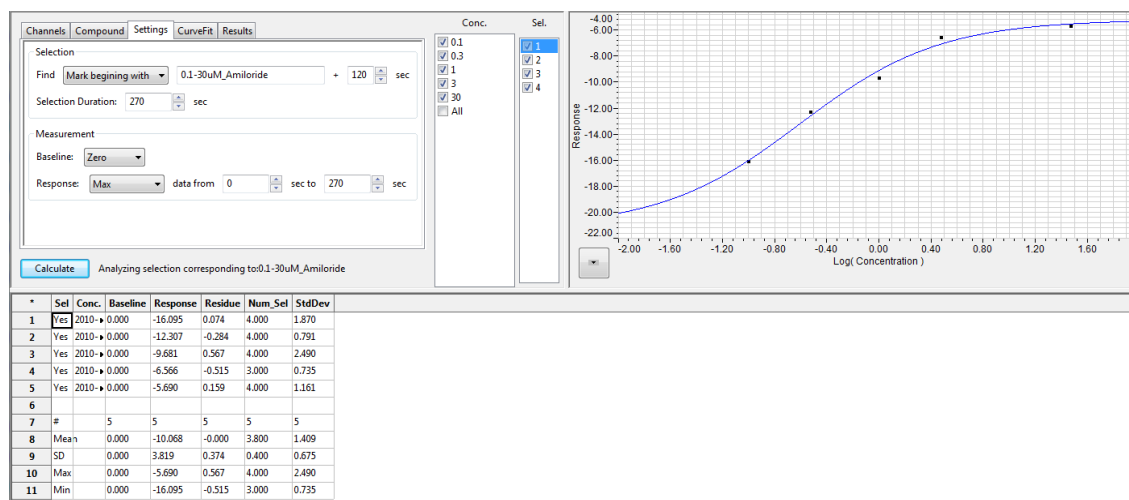 Channels Compound Settings CurveFit Results
Selection
Find Mark begining with 0.1-30uM_Amiloride + 120 sec
Selection Duration: 270 sec
Measurement
Baseline: Zero
Response: Max data from 0 sec to 270 sec
Calculate Analyzing selection corresponding to:0.1-30uM_Amiloride
Conc.
0.1
0.3
1
3
30
All
Sel.
1
2
3
4
Response
-4.00
-6.00
-8.00
-10.00
-12.00
-14.00
-16.00
-18.00
-20.00
-22.00
-2.00 -1.60 -1.20 -0.80 -0.40 0.00 0.40 0.80 1.20 1.60
Log( Concentration )
* Sel Conc. Baseline Response Residue Num_Sel StdDev
1 Yes 2010- 0.000 -16.095 0.074 4.000 1.870
2 Yes 2010- 0.000 -12.307 -0.284 4.000 0.791
3 Yes 2010- 0.000 -9.681 0.567 4.000 2.490
4 Yes 2010- 0.000 -6.566 -0.515 3.000 0.735
5 Yes 2010- 0.000 -5.690 0.159 4.000 1.161
6
7 # 5 5 5 5 5
8 Mean 0.000 -10.068 -0.000 3.800 1.409
9 SD 0.000 3.819 0.374 0.400 0.675
10 Max 0.000 -5.690 0.567 4.000 2.490
11 Min 0.000 -16.095 -0.515 3.000 0.735